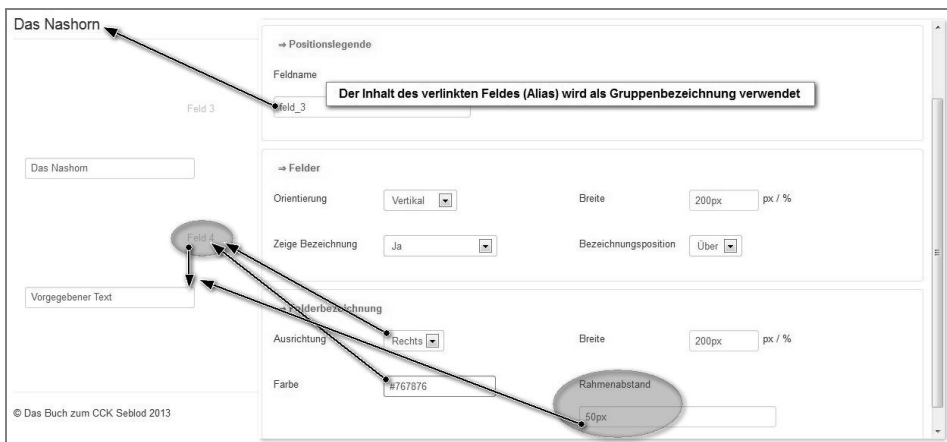 Das Nashorn
⇒ Positionslegende
Feldname
Der Inhalt des verlinkten Feldes (Alias) wird als Gruppenbezeichnung verwendet
feld_3
Feld 3
Das Nashorn
⇒ Felder
Orientierung
Vertikal
Breite
200px
px / %
Feld 4
Zeige Bezeichnung
Ja
Bezeichnungsposition
Über
Vorgegebener Text
⇒ Felderbezeichnung
Ausrichtung
Rechts
Breite
200px
px / %
Farbe
#767876
Rahmenabstand
50px
© Das Buch zum CCK Seblod 2013